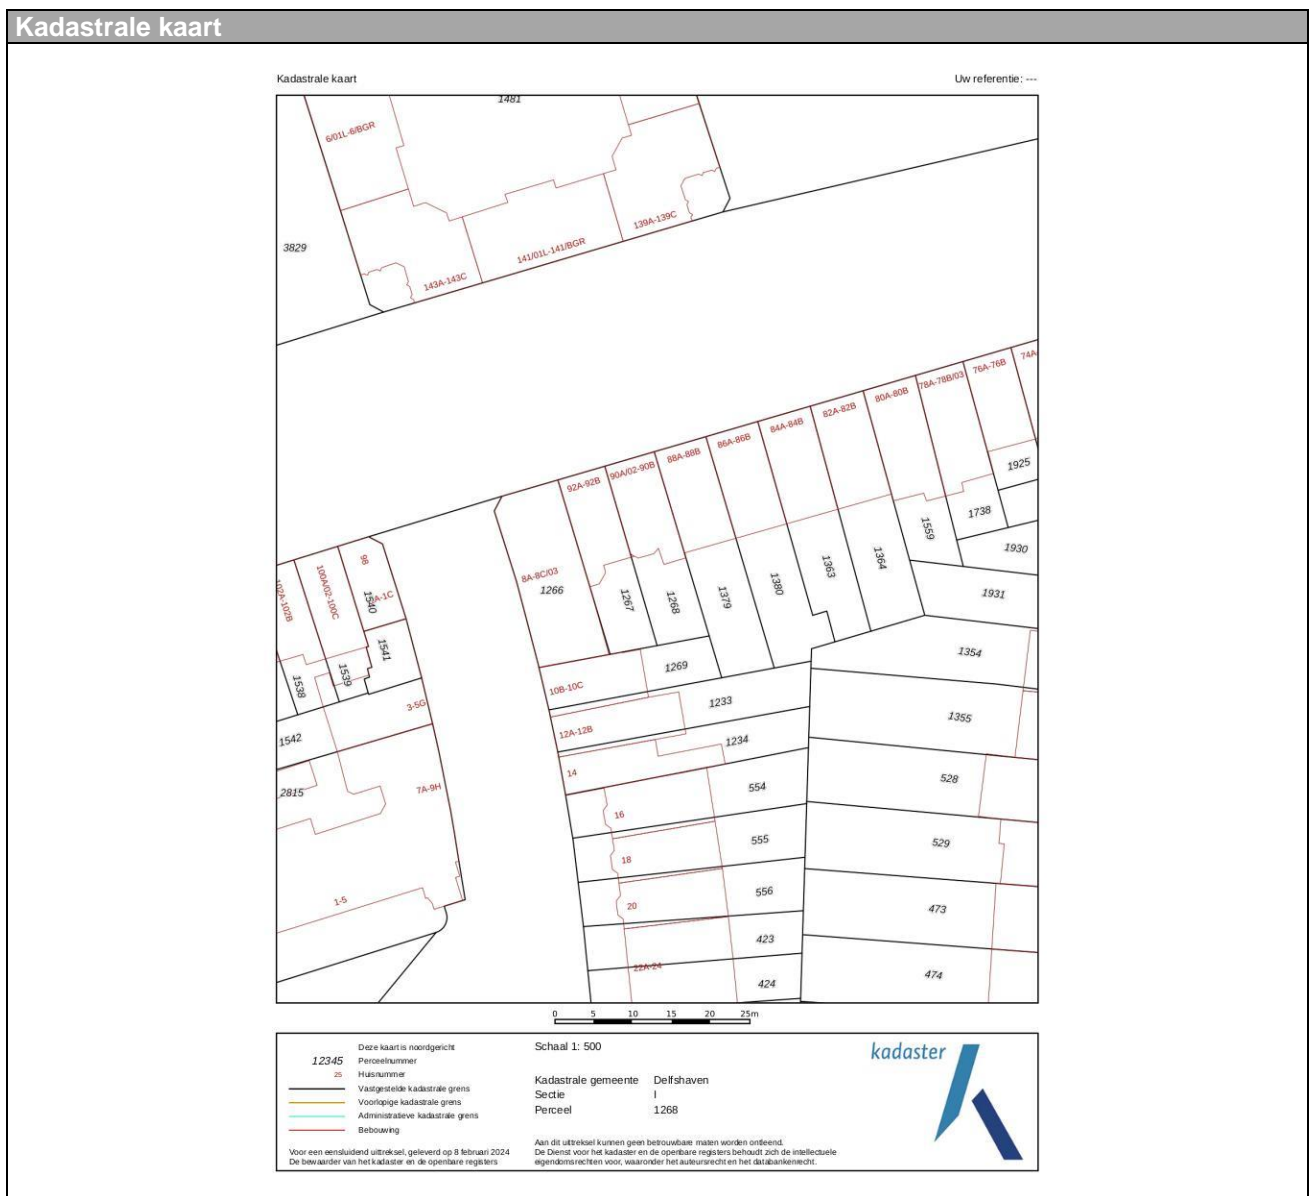 Kadastrale kaart
Kadastrale kaart
Uw referentie: ---
1481
6/01L-6/BGR
139A-139C
3829
141/01L-141/BGR
143A-143C
74A-
76A-76B
78A-78B/03
80A-80B
82A-82B
84A-84B
86A-86B
88A-88B
90A/02-90B
92A-92B
1925
1738
1559
1930
98
100A/02-100C
102A-102B
8A-8C/03
1266
1267
1268
1379
1380
1363
1364
1931
1540
A-1C
1541
1354
1539
1538
1269
10B-10C
1233
3-5G
1355
12A-12B
1542
1234
14
528
554
7A-9H
2815
16
555
529
18
556
1-5
20
473
423
22A-24
474
424
0 5 10 15 20 25m
Deze kaart is noordgericht
12345 Perceelnummer
25 Huisnummer
Vastgestelde kadastrale grens
Voorlopige kadastrale grens
Administratieve kadastrale grens
Bebouwing
Voor een eensluidend uittreksel, geleverd op 8 februari 2024
De bewaarder van het kadaster en de openbare registers
Schaal 1: 500
Kadastrale gemeente Delfshaven
Sectie I
Perceel 1268
Aan dit uittreksel kunnen geen betrouwbare maten worden ontleend.
De Dienst voor het kadaster en de openbare registers behoudt zich de intellectuele
eigendomsrechten voor, waaronder het auteursrecht en het databankenrecht.
kadaster